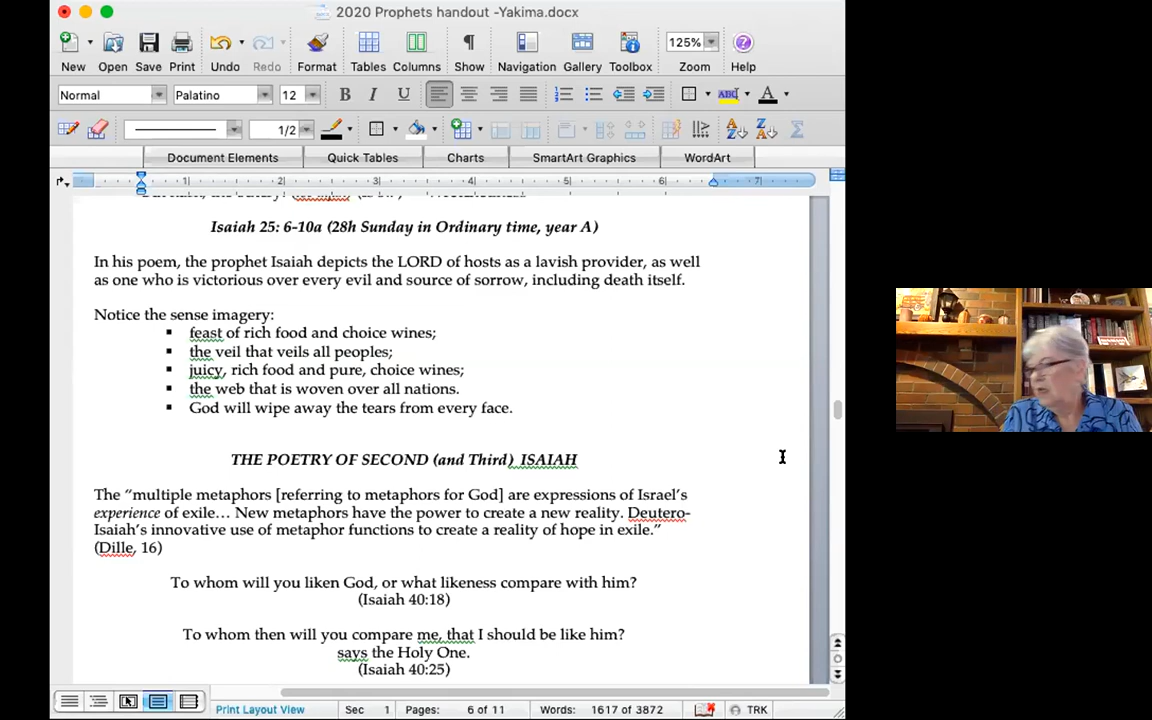 2020 Prophets handout -Yakima.docx
New Open Save Print Undo Redo Format Tables Columns Show Navigation Gallery Toolbox Zoom Help
125%
Normal Palatino 12 B I U ABC A
1/2
Document Elements Quick Tables Charts SmartArt Graphics WordArt
1 2 3 4 5 6 7
Isaiah 25: 6-10a (28h Sunday in Ordinary time, year A)
In his poem, the prophet Isaiah depicts the LORD of hosts as a lavish provider, as well
as one who is victorious over every evil and source of sorrow, including death itself.
Notice the sense imagery:
▪ feast of rich food and choice wines;
▪ the veil that veils all peoples;
▪ juicy, rich food and pure, choice wines;
▪ the web that is woven over all nations.
▪ God will wipe away the tears from every face.
THE POETRY OF SECOND (and Third) ISAIAH
The “multiple metaphors [referring to metaphors for God] are expressions of Israel’s
experience of exile… New metaphors have the power to create a new reality. Deutero-
Isaiah’s innovative use of metaphor functions to create a reality of hope in exile.”
(Dille, 16)
To whom will you liken God, or what likeness compare with him?
(Isaiah 40:18)
To whom then will you compare me, that I should be like him?
says the Holy One.
(Isaiah 40:25)
Print Layout View Sec 1 Pages: 6 of 11 Words: 1617 of 3872 TRK